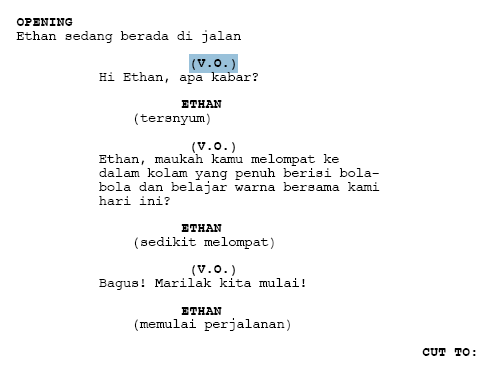 OPENING
Ethan sedang berada di jalan
(V.O.)
Hi Ethan, apa kabar?
ETHAN
(tersnyum)
(V.O.)
Ethan, maukah kamu melompat ke
dalam kolam yang penuh berisi bola-
bola dan belajar warna bersama kami
hari ini?
ETHAN
(sedikit melompat)
(V.O.)
Bagus! Marilak kita mulai!
ETHAN
(memulai perjalanan)
CUT TO: